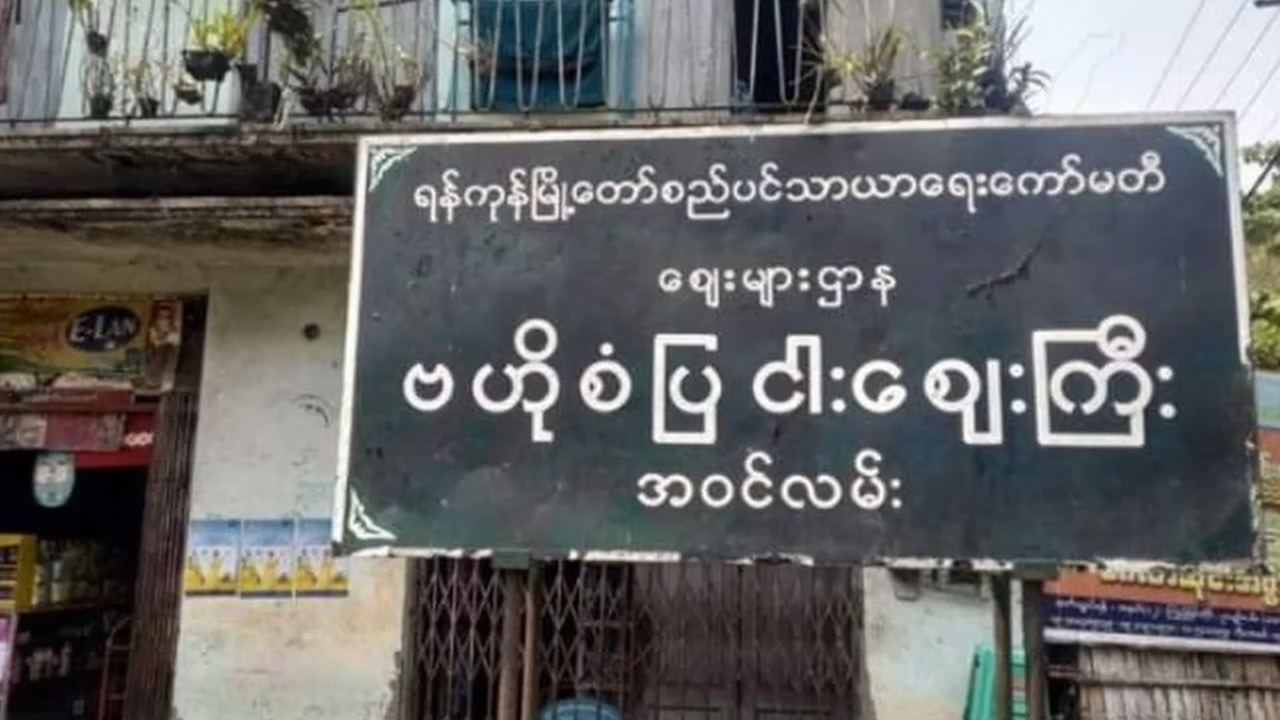 ရန်ကုန်မြို့တော်စည်ပင်သာယာရေးကော်မတီ
ဈေးများဌာန
ဗဟိုစံပြငါးဈေးကြီး
အဝင်လမ်း
E-LAN